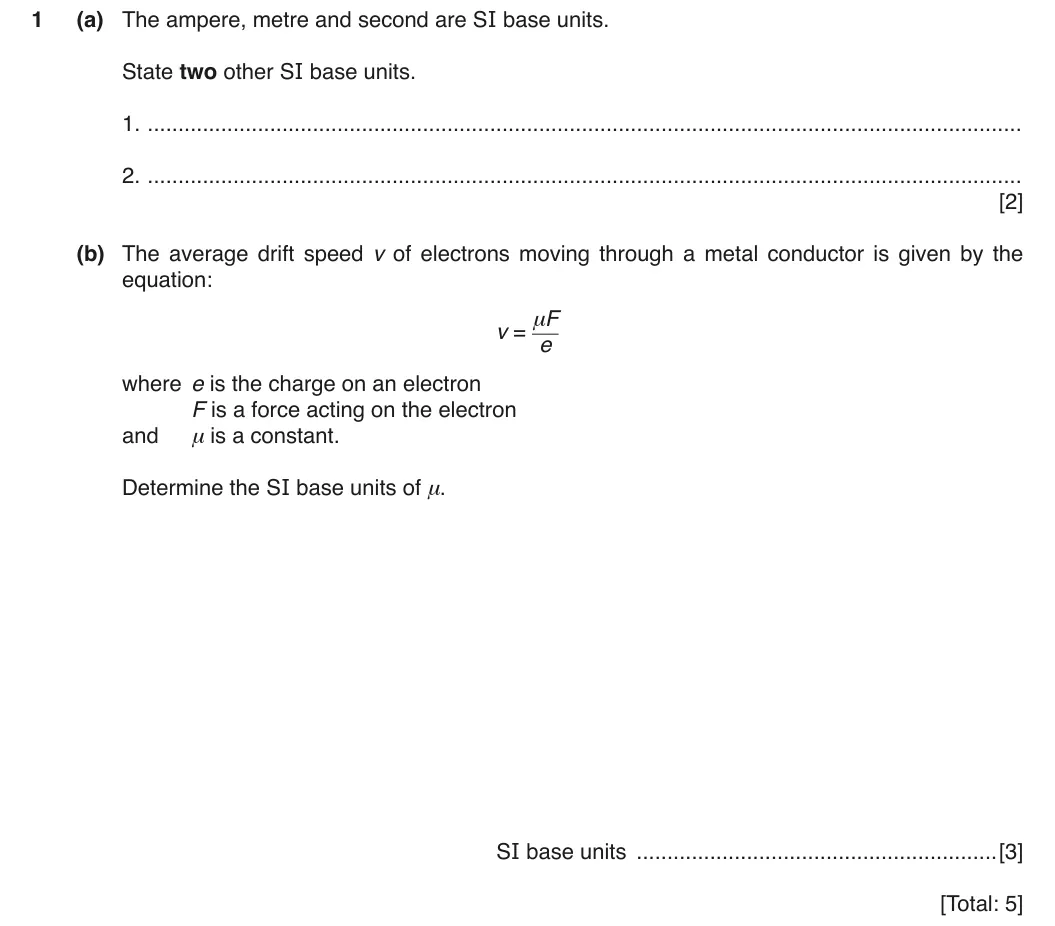 1 (a) The ampere, metre and second are SI base units.
State two other SI base units.
1. ..........................................................................................................................................
2. ..........................................................................................................................................
[2]
(b) The average drift speed v of electrons moving through a metal conductor is given by the
equation:
v = μF/e
where e is the charge on an electron
F is a force acting on the electron
and μ is a constant.
Determine the SI base units of μ.
SI base units ...........................................................[3]
[Total: 5]